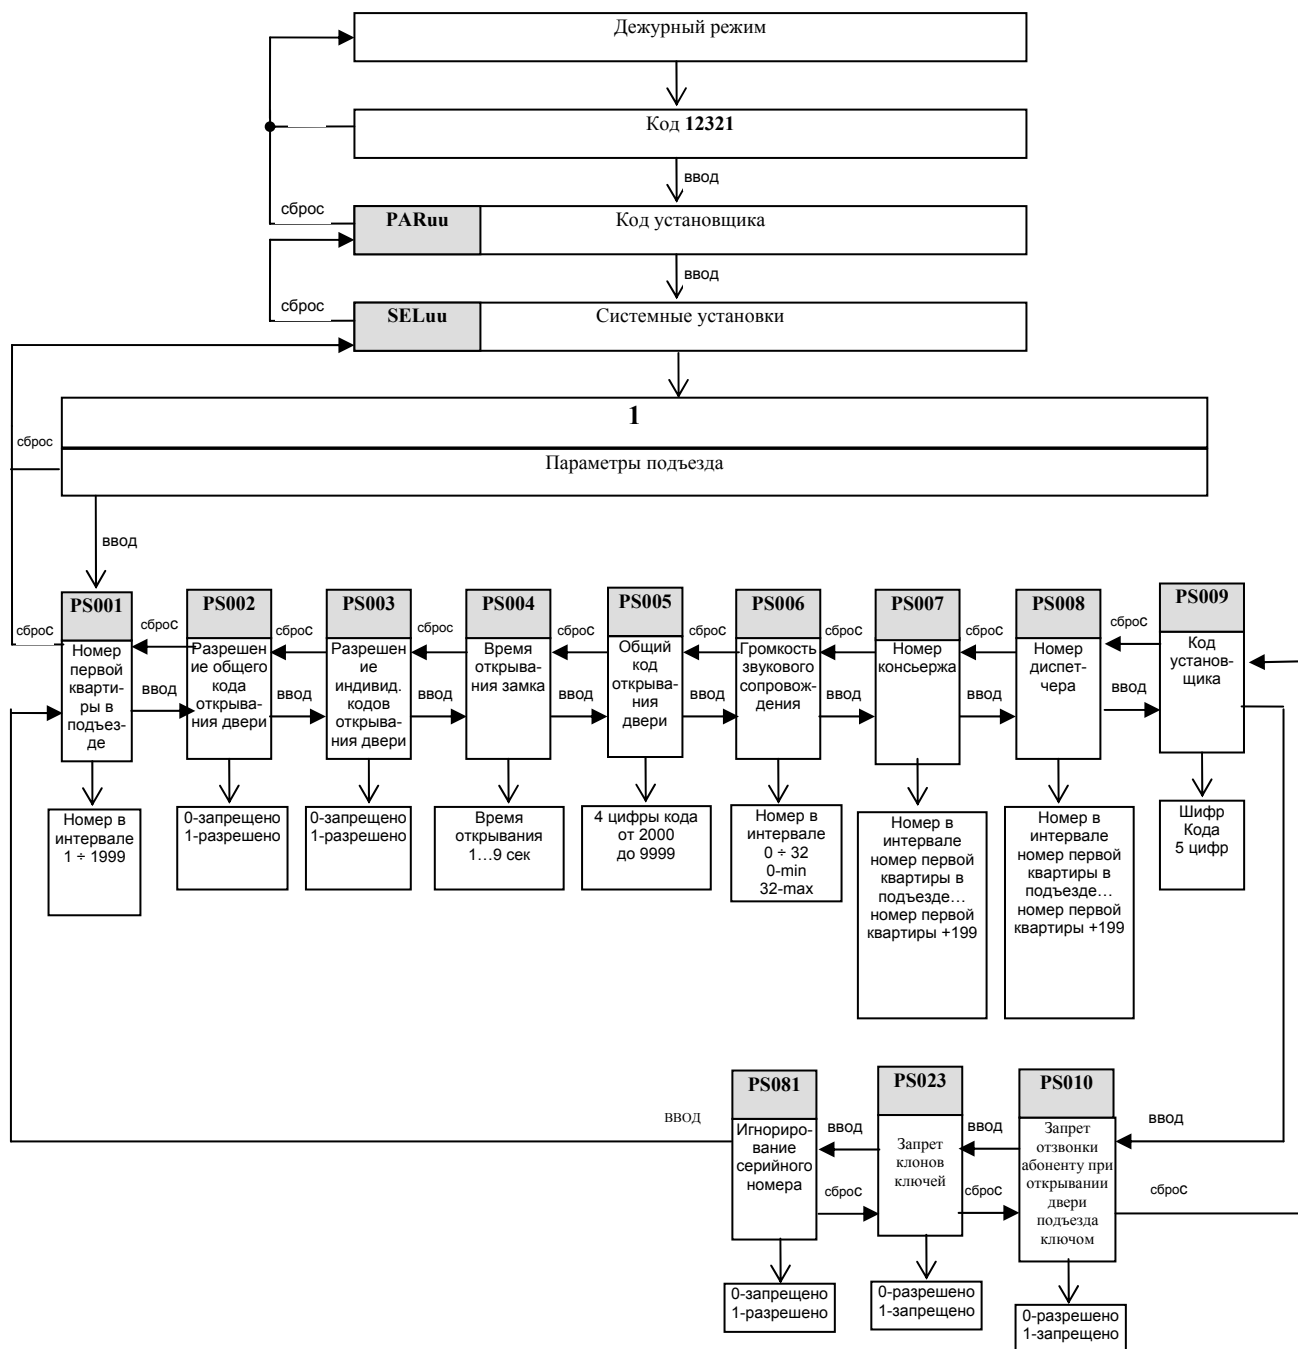 Дежурный режим
Код 12321
ввод
сброс
PARuu
Код установщика
ввод
сброс
SELuu
Системные установки
1
сброс
Параметры подъезда
ввод
PS001
PS002
PS003
PS004
PS005
PS006
PS007
PS008
PS009
сброс
сброс
сброс
сброс
сброс
сброс
сброс
сброс
сброс
Номер
первой
кварти-
ры в
подъез-
де
Разрешен
ие общего
кода
открыва-
ния двери
Разрешен
ие
индивид.
кодов
открыва-
ния двери
Время
открыва-
ния замка
Общий
код
открыва-
ния
двери
Громкость
звукового
сопровож-
дения
Номер
консьержа
Номер
диспет-
чера
Код
установ-
щика
ввод
ввод
ввод
ввод
ввод
ввод
ввод
ввод
Номер в
интервале
1 ÷ 1999
0-запрещено
1-разрешено
0-запрещено
1-разрешено
Время
открывания
1…9 сек
4 цифры кода
от 2000
до 9999
Номер в
интервале
0 ÷ 32
0-min
32-max
Номер в
интервале
номер первой
квартиры в
подъезде…
номер первой
квартиры +199
Номер в
интервале
номер первой
квартиры в
подъезде…
номер первой
квартиры +199
Шифр
Кода
5 цифр
PS081
PS023
PS010
ввод
ввод
ввод
ввод
Игнориро-
вание
серийного
номера
Запрет
клонов
ключей
Запрет
отзвонки
абоненту при
открывании
двери
подъезда
ключом
сброс
сброс
сброс
0-запрещено
1-разрешено
0-разрешено
1-запрещено
0-разрешено
1-запрещено